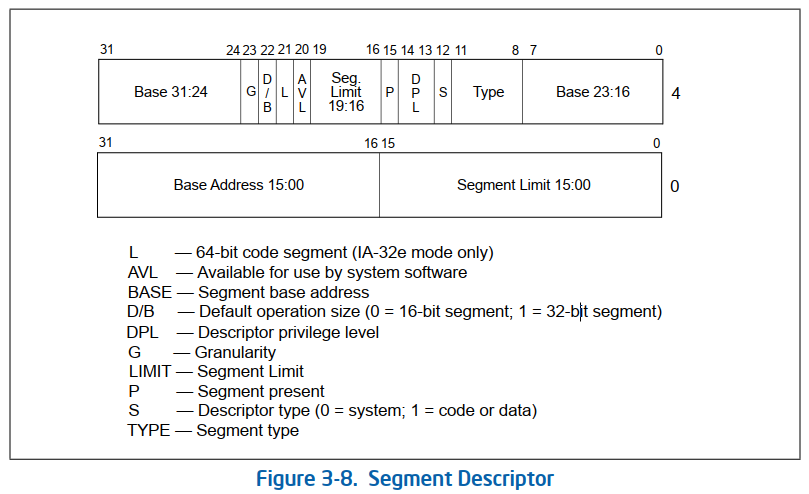 31 24 23 22 21 20 19 16 15 14 13 12 11 8 7 0
Base 31:24 G D/B L AVL Seg. Limit 19:16 P DPL S Type Base 23:16 4
31 16 15 0
Base Address 15:00 Segment Limit 15:00 0
L — 64-bit code segment (IA-32e mode only)
AVL — Available for use by system software
BASE — Segment base address
D/B — Default operation size (0 = 16-bit segment; 1 = 32-bit segment)
DPL — Descriptor privilege level
G — Granularity
LIMIT — Segment Limit
P — Segment present
S — Descriptor type (0 = system; 1 = code or data)
TYPE — Segment type
Figure 3-8. Segment Descriptor